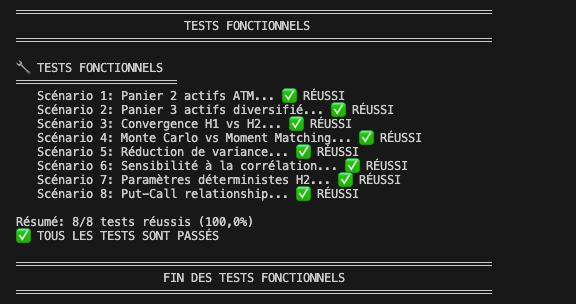 TESTS FONCTIONNELS
🔧 TESTS FONCTIONNELS
Scénario 1: Panier 2 actifs ATM... ✅ RÉUSSI
Scénario 2: Panier 3 actifs diversifié... ✅ RÉUSSI
Scénario 3: Convergence H1 vs H2... ✅ RÉUSSI
Scénario 4: Monte Carlo vs Moment Matching... ✅ RÉUSSI
Scénario 5: Réduction de variance... ✅ RÉUSSI
Scénario 6: Sensibilité à la corrélation... ✅ RÉUSSI
Scénario 7: Paramètres déterministes H2... ✅ RÉUSSI
Scénario 8: Put-Call relationship... ✅ RÉUSSI
Résumé: 8/8 tests réussis (100,0%)
✅ TOUS LES TESTS SONT PASSÉS
FIN DES TESTS FONCTIONNELS